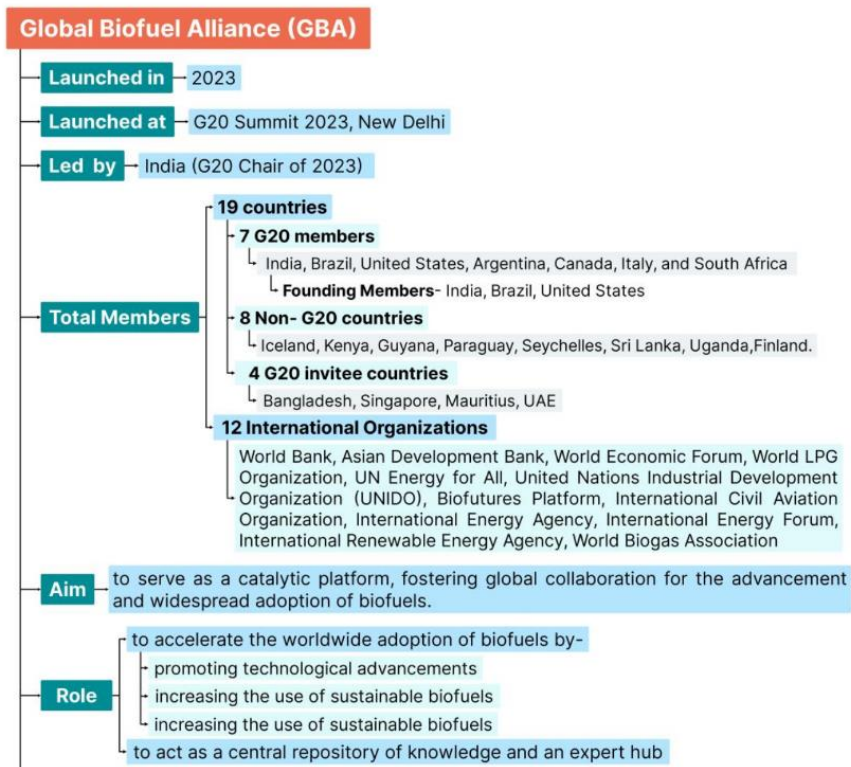 Global Biofuel Alliance (GBA)
Launched in
2023
Launched at
G20 Summit 2023, New Delhi
Led by
India (G20 Chair of 2023)
Total Members
19 countries
7 G20 members
India, Brazil, United States, Argentina, Canada, Italy, and South Africa
Founding Members- India, Brazil, United States
8 Non- G20 countries
Iceland, Kenya, Guyana, Paraguay, Seychelles, Sri Lanka, Uganda,Finland.
4 G20 invitee countries
Bangladesh, Singapore, Mauritius, UAE
12 International Organizations
World Bank, Asian Development Bank, World Economic Forum, World LPG
Organization, UN Energy for All, United Nations Industrial Development
Organization (UNIDO), Biofutures Platform, International Civil Aviation
Organization, International Energy Agency, International Energy Forum,
International Renewable Energy Agency, World Biogas Association
Aim
to serve as a catalytic platform, fostering global collaboration for the advancement
and widespread adoption of biofuels.
Role
to accelerate the worldwide adoption of biofuels by-
promoting technological advancements
increasing the use of sustainable biofuels
increasing the use of sustainable biofuels
to act as a central repository of knowledge and an expert hub